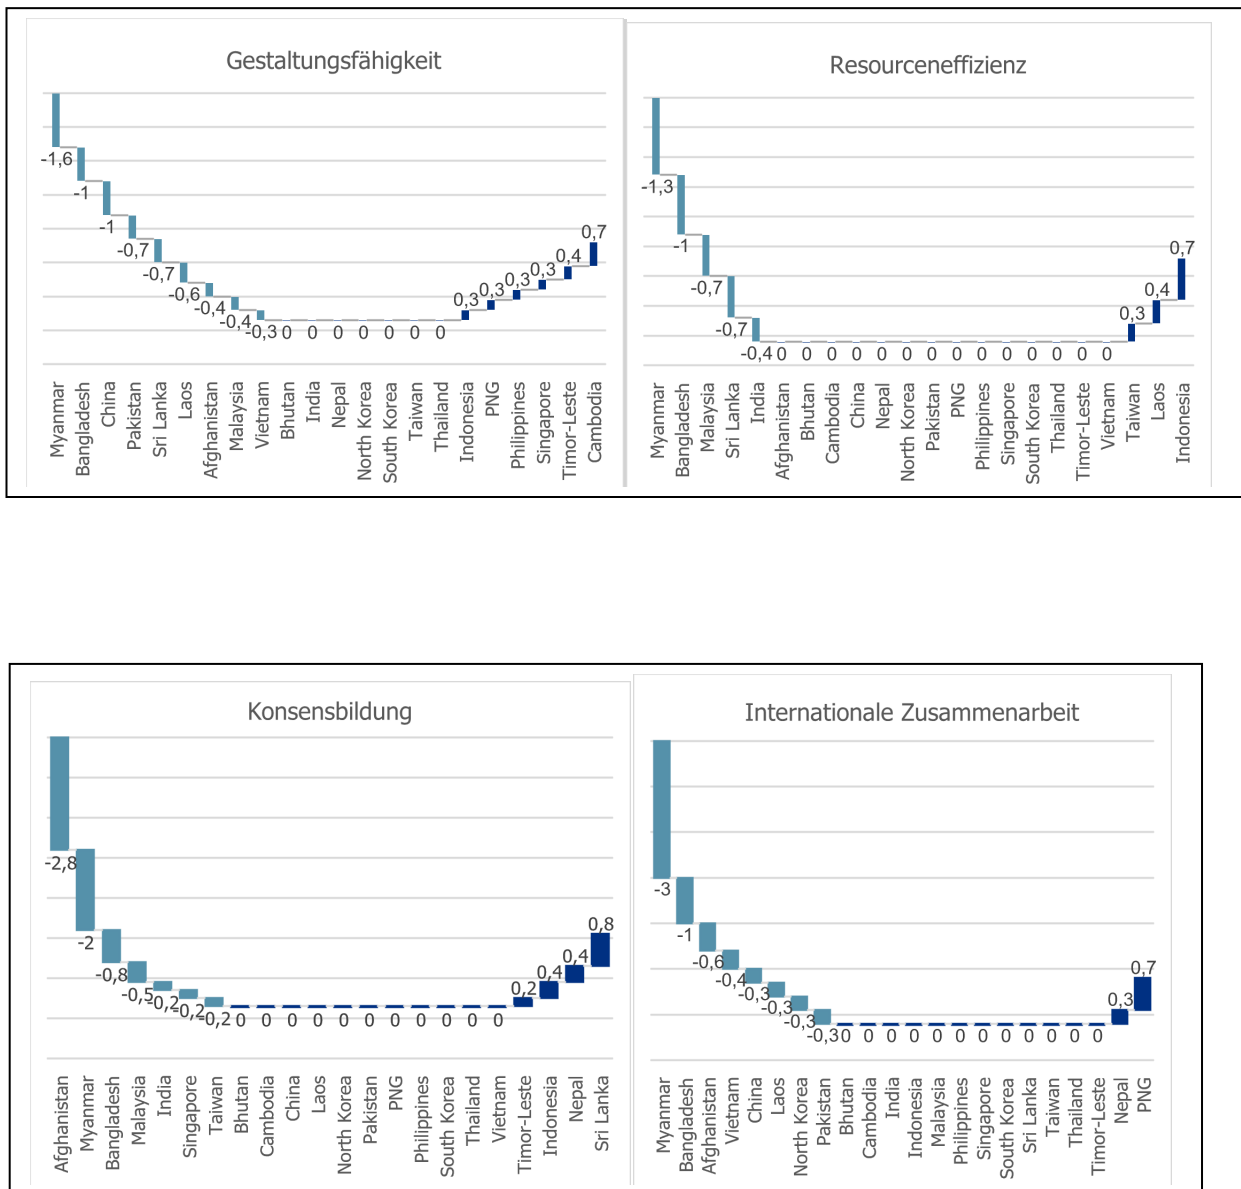 Gestaltungsfähigkeit
-1,6
-1
-1
-0,7
-0,7
-0,6
-0,4
-0,4
-0,3
0
0
0
0
0
0
0
0,3
0,3
0,3
0,3
0,4
0,7
Myanmar
Bangladesh
China
Pakistan
Sri Lanka
Laos
Afghanistan
Malaysia
Vietnam
Bhutan
India
Nepal
North Korea
South Korea
Taiwan
Thailand
Indonesia
PNG
Philippines
Singapore
Timor-Leste
Cambodia
Resourceneffizienz
-1,3
-1
-0,7
-0,7
-0,4
0
0
0
0
0
0
0
0
0
0
0
0
0
0
0,3
0,4
0,7
Myanmar
Bangladesh
Malaysia
Sri Lanka
India
Afghanistan
Bhutan
Cambodia
China
Nepal
North Korea
Pakistan
PNG
Philippines
Singapore
South Korea
Thailand
Timor-Leste
Vietnam
Taiwan
Laos
Indonesia
Konsensbildung
-2,8
-2
-0,8
-0,5
-0,2
-0,2
-0,2
0
0
0
0
0
0
0
0
0
0
0
0,2
0,4
0,4
0,8
Afghanistan
Myanmar
Bangladesh
Malaysia
India
Singapore
Taiwan
Bhutan
Cambodia
China
Laos
North Korea
Pakistan
PNG
Philippines
South Korea
Thailand
Vietnam
Timor-Leste
Indonesia
Nepal
Sri Lanka
Internationale Zusammenarbeit
-3
-1
-0,6
-0,4
-0,3
-0,3
-0,3
-0,3
0
0
0
0
0
0
0
0
0
0
0
0
0,3
0,7
Myanmar
Bangladesh
Afghanistan
Vietnam
China
Laos
North Korea
Pakistan
Bhutan
Cambodia
India
Indonesia
Malaysia
Philippines
Singapore
South Korea
Sri Lanka
Taiwan
Thailand
Timor-Leste
Nepal
PNG